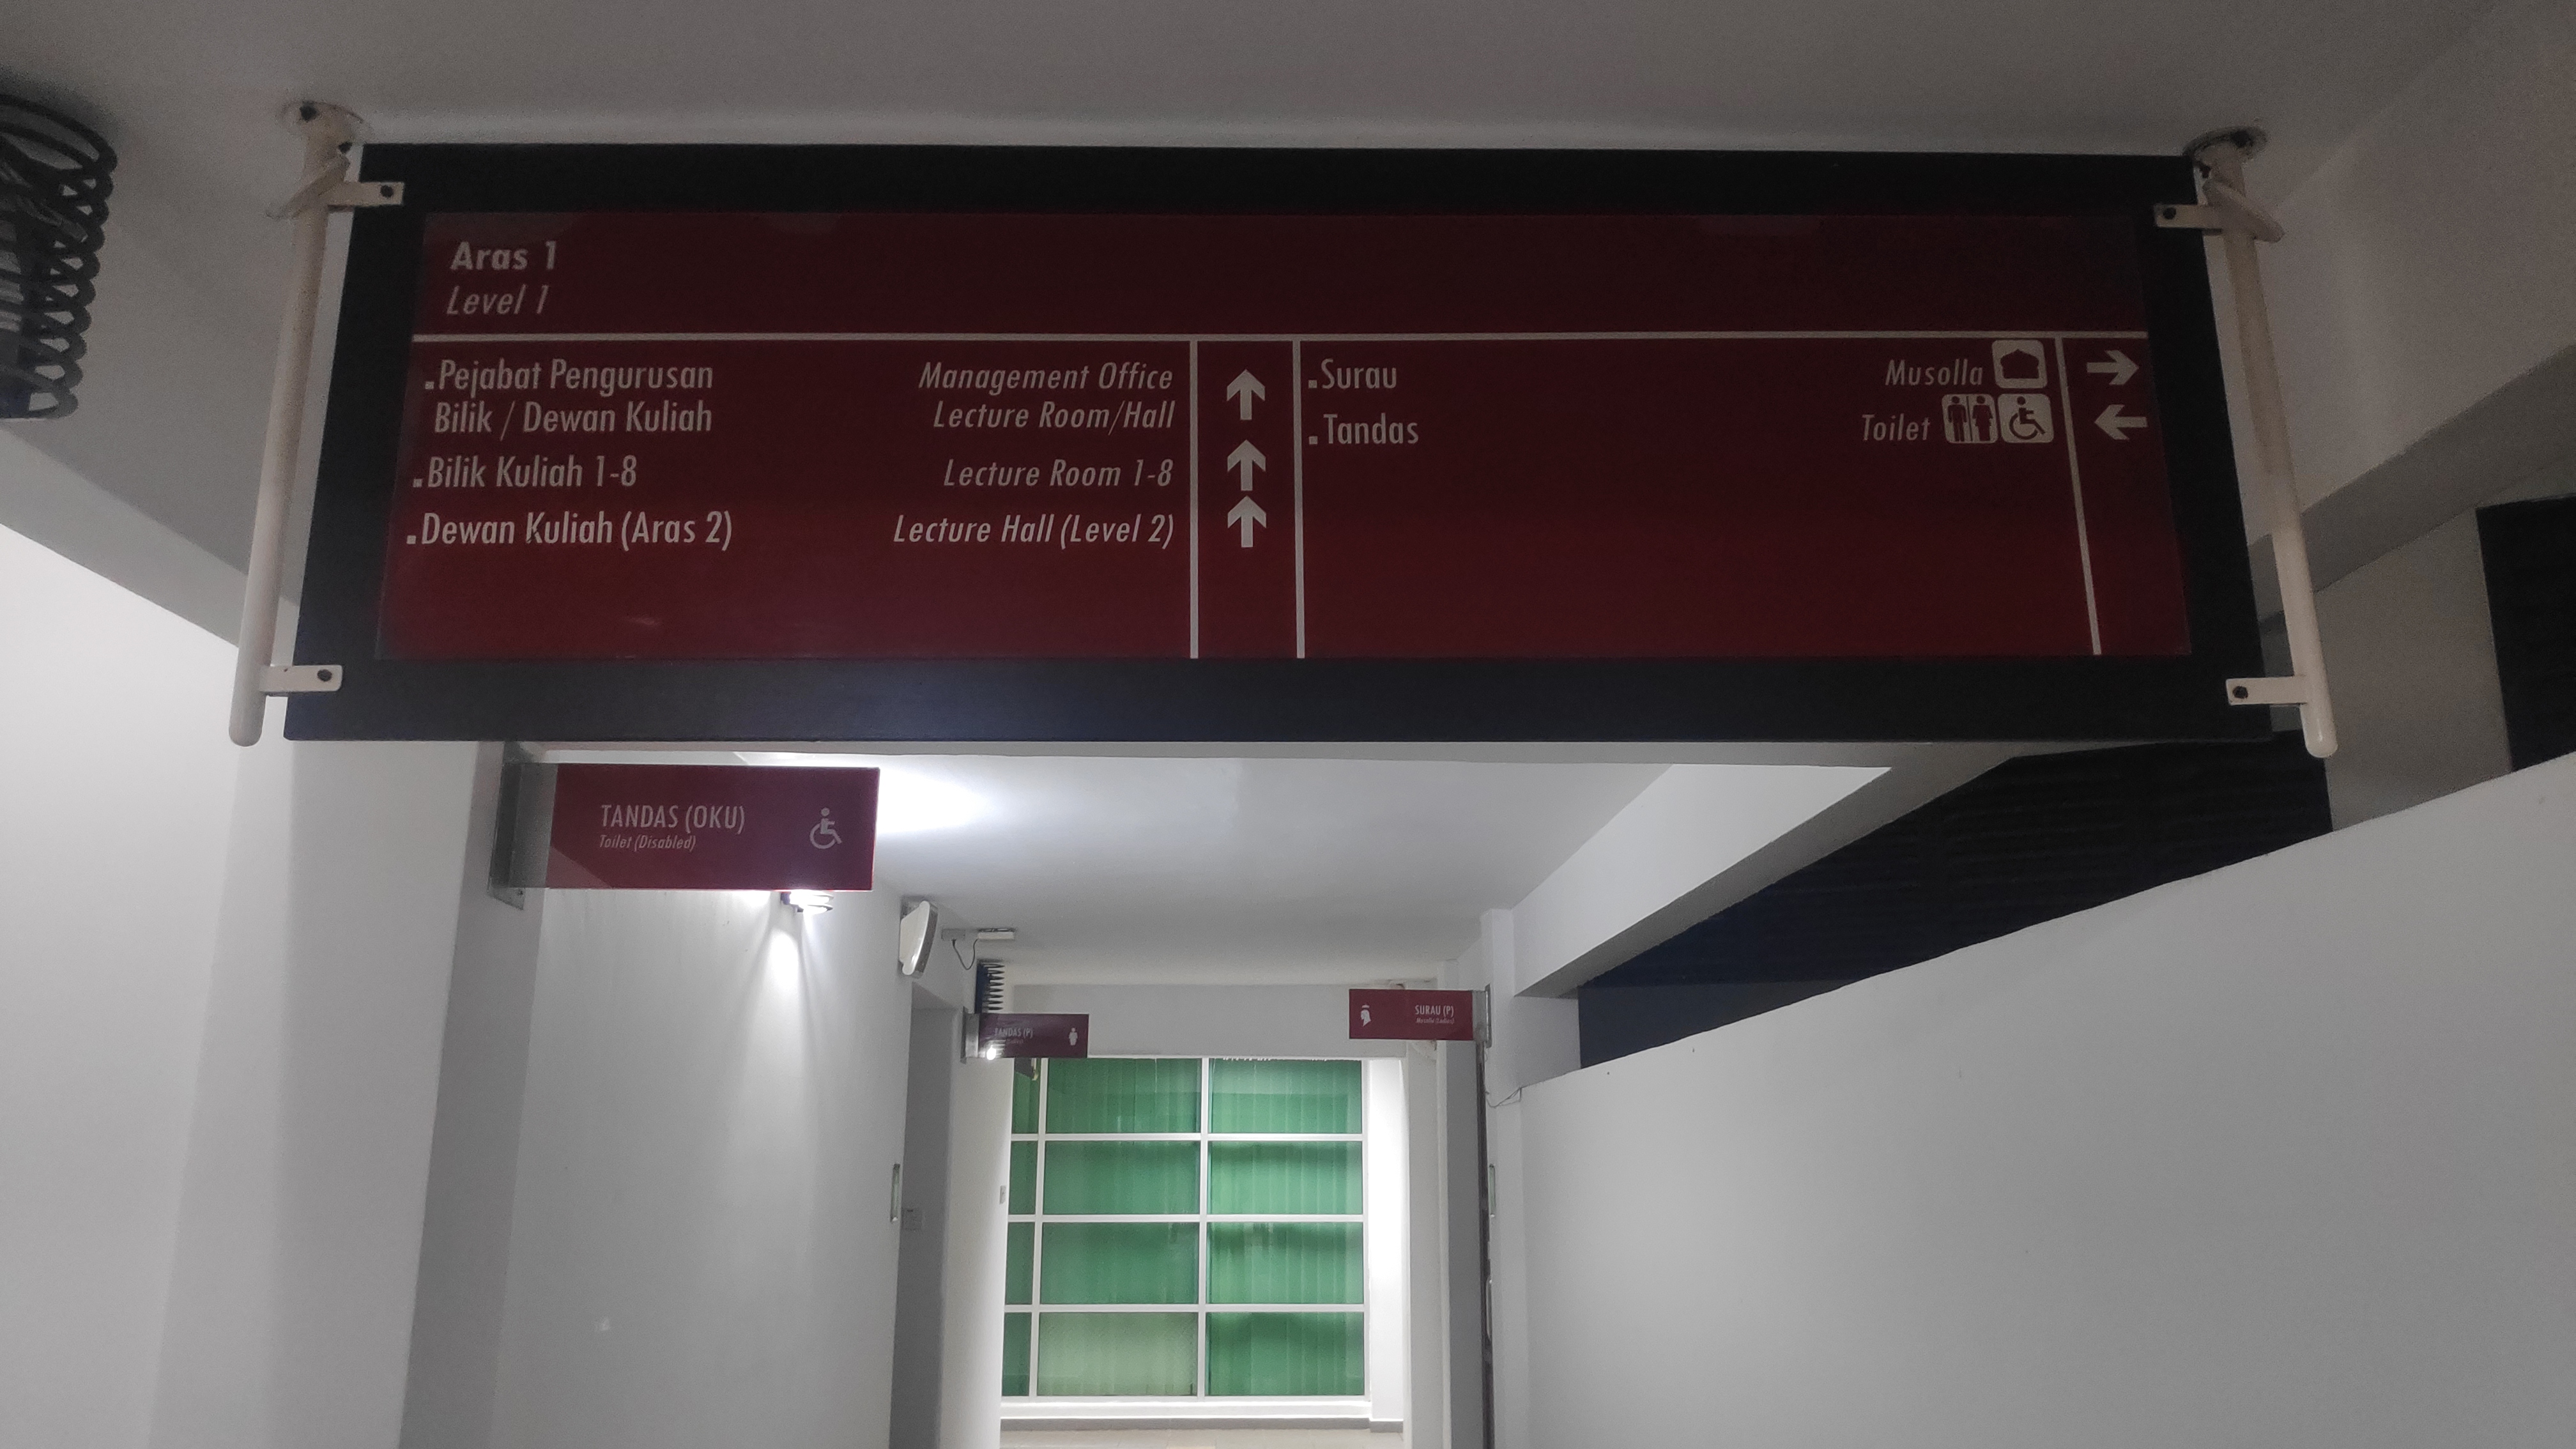 Aras 1
Level 1
Pejabat Pengurusan
Bilik / Dewan Kuliah
Management Office
Lecture Room/Hall
Bilik Kuliah 1-8
Lecture Room 1-8
Dewan Kuliah (Aras 2)
Lecture Hall (Level 2)
Surau
Musolla
Tandas
Toilet
TANDAS (OKU)
Toilet (Disabled)
TANDAS (P)
SURAU (P)